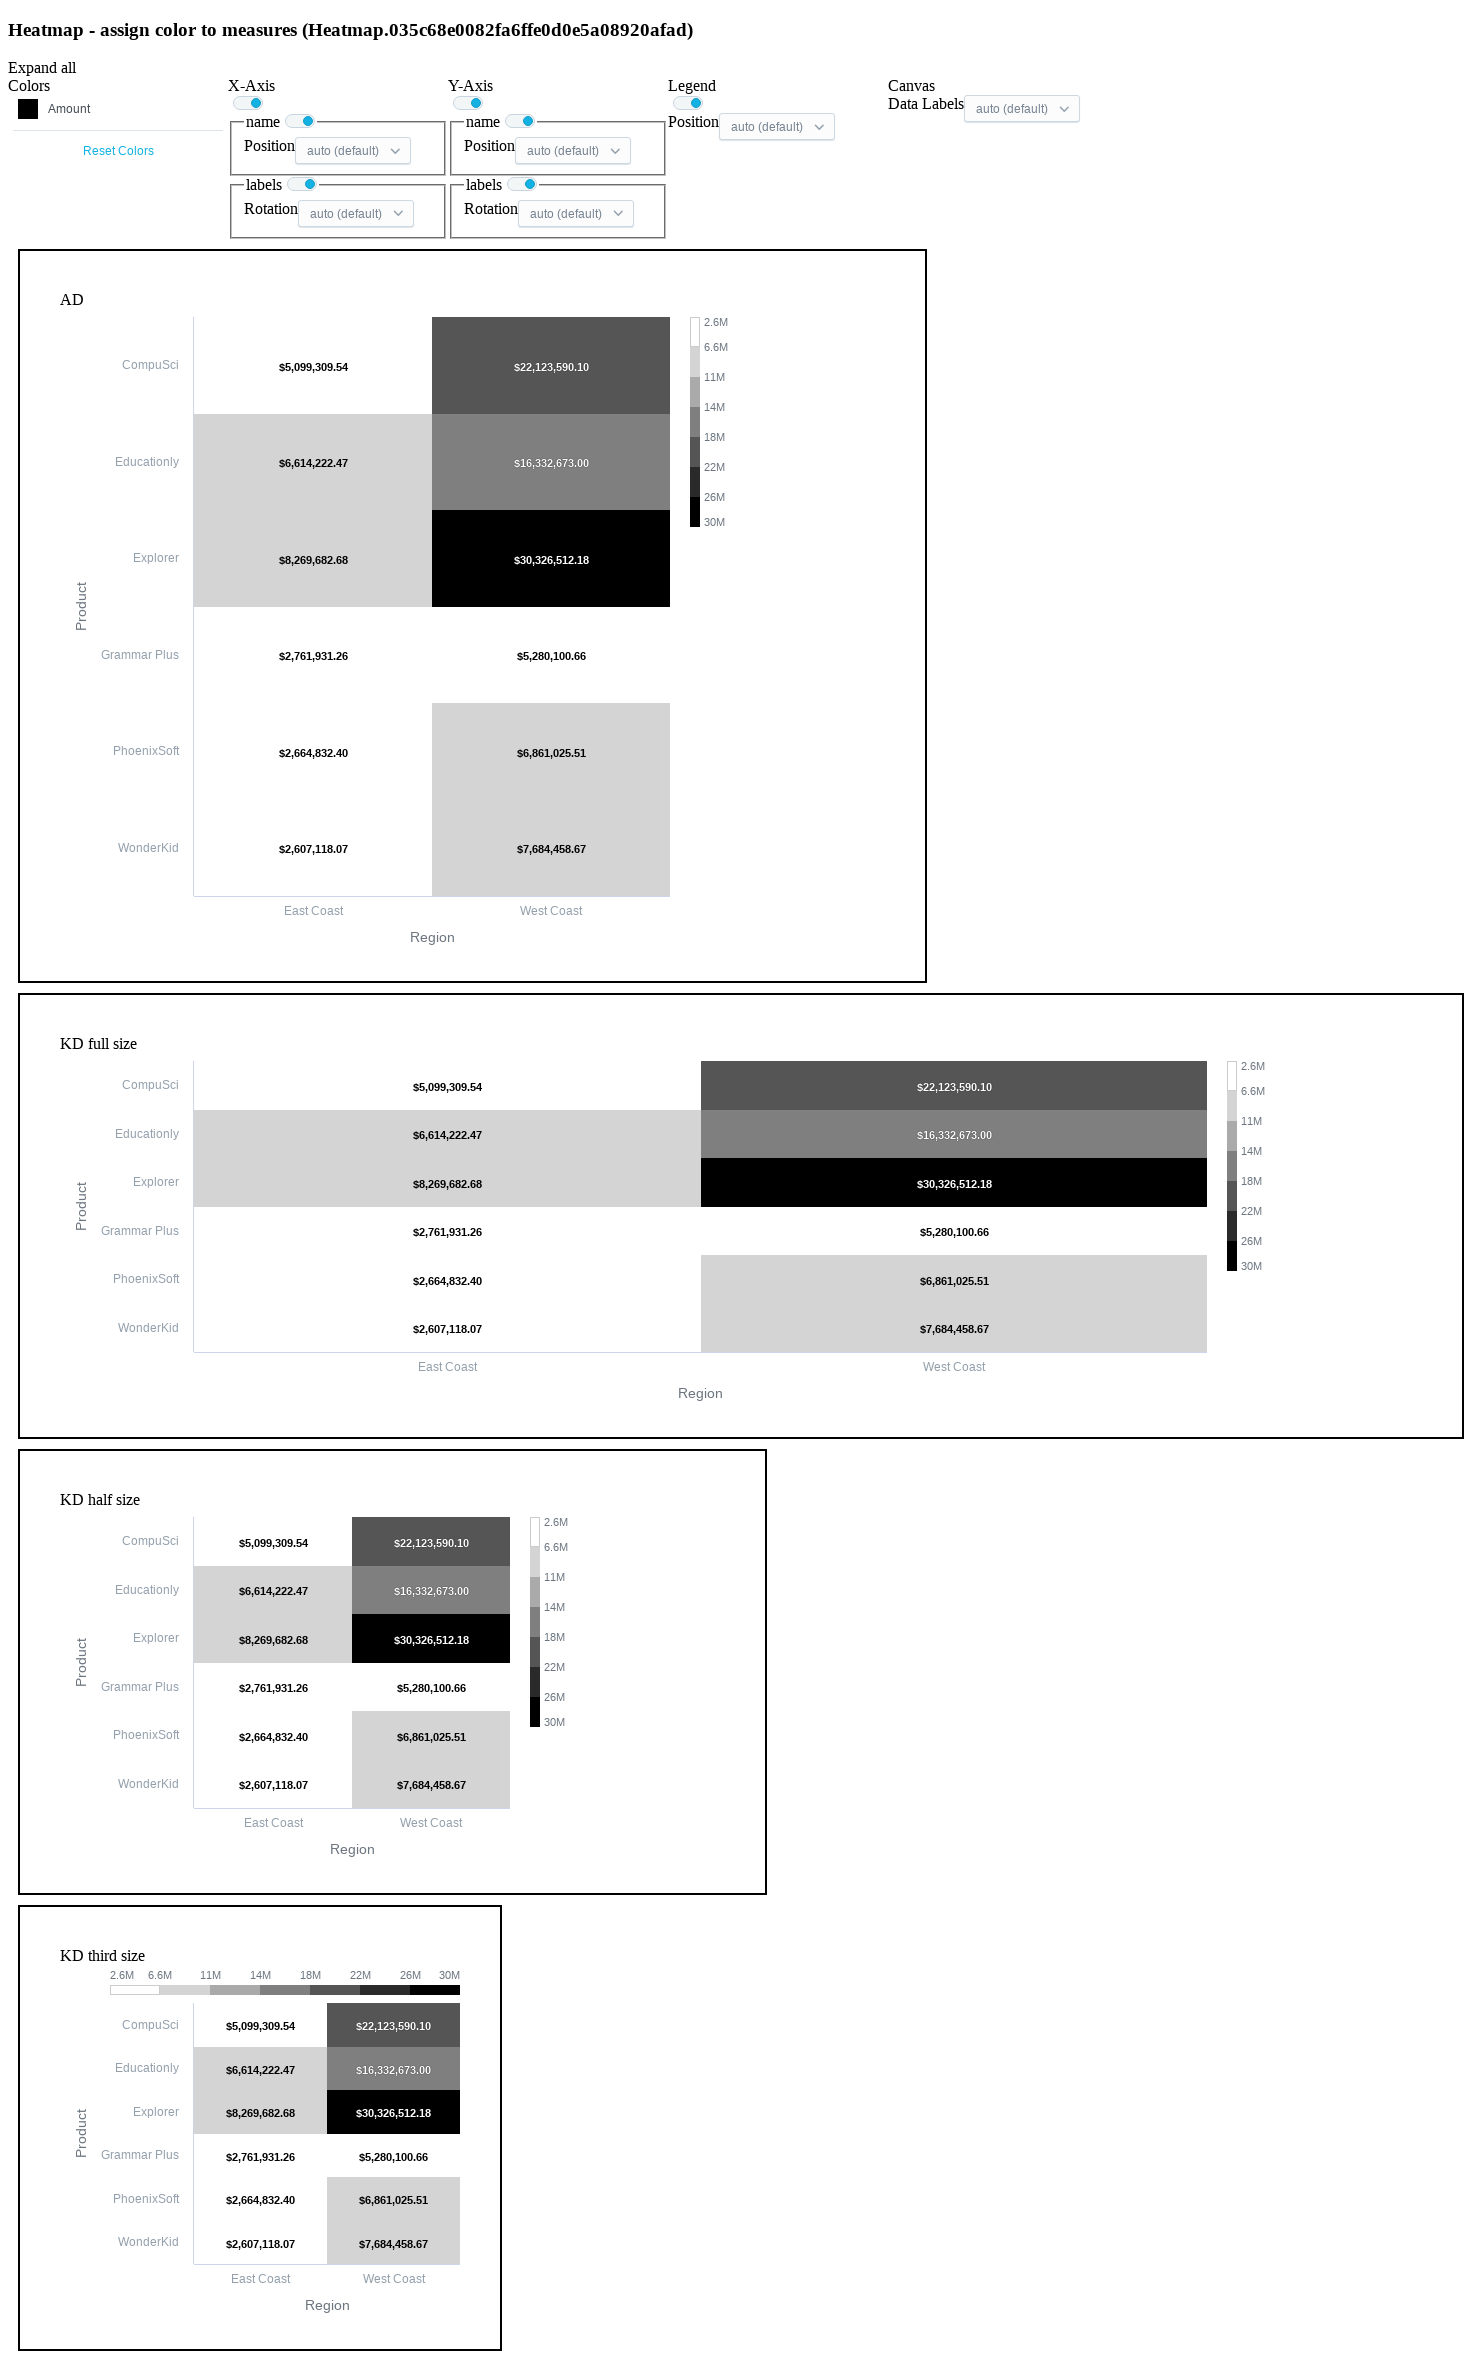 Heatmap - assign color to measures (Heatmap.035c68e0082fa6ffe0d0e5a08920afad)
Expand all
Colors
Amount
Reset Colors
X-Axis
name
Position auto (default)
labels
Rotation auto (default)
Y-Axis
name
Position auto (default)
labels
Rotation auto (default)
Legend
Position auto (default)
Canvas
Data Labels auto (default)
AD
CompuSci $5,099,309.54 $22,123,590.10
Educationly $6,614,222.47 $16,332,673.00
Explorer $8,269,682.68 $30,326,512.18
Grammar Plus $2,761,931.26 $5,280,100.66
PhoenixSoft $2,664,832.40 $6,861,025.51
WonderKid $2,607,118.07 $7,684,458.67
East Coast West Coast
Region
Product
2.6M
6.6M
11M
14M
18M
22M
26M
30M
KD full size
CompuSci $5,099,309.54 $22,123,590.10
Educationly $6,614,222.47 $16,332,673.00
Explorer $8,269,682.68 $30,326,512.18
Grammar Plus $2,761,931.26 $5,280,100.66
PhoenixSoft $2,664,832.40 $6,861,025.51
WonderKid $2,607,118.07 $7,684,458.67
East Coast West Coast
Region
Product
2.6M
6.6M
11M
14M
18M
22M
26M
30M
KD half size
CompuSci $5,099,309.54 $22,123,590.10
Educationly $6,614,222.47 $16,332,673.00
Explorer $8,269,682.68 $30,326,512.18
Grammar Plus $2,761,931.26 $5,280,100.66
PhoenixSoft $2,664,832.40 $6,861,025.51
WonderKid $2,607,118.07 $7,684,458.67
East Coast West Coast
Region
Product
2.6M
6.6M
11M
14M
18M
22M
26M
30M
KD third size
2.6M 6.6M 11M 14M 18M 22M 26M 30M
CompuSci $5,099,309.54 $22,123,590.10
Educationly $6,614,222.47 $16,332,673.00
Explorer $8,269,682.68 $30,326,512.18
Grammar Plus $2,761,931.26 $5,280,100.66
PhoenixSoft $2,664,832.40 $6,861,025.51
WonderKid $2,607,118.07 $7,684,458.67
East Coast West Coast
Region
Product